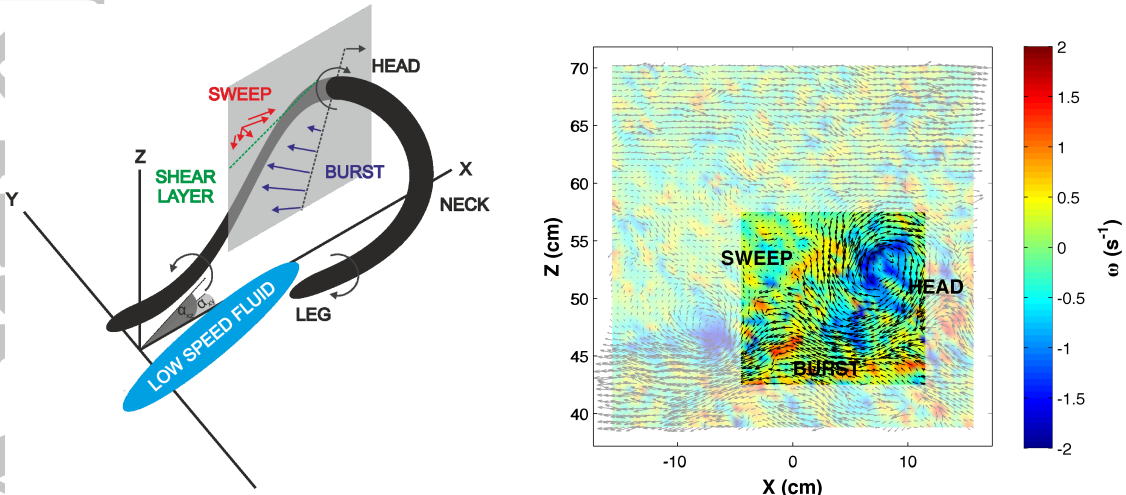 HEAD
SWEEP
Z
SHEAR
LAYER
BURST
X
Y
NECK
LEG
LOW SPEED FLUID
70
65
60
55
50
45
40
Z (cm)
SWEEP
HEAD
BURST
-10
0
10
X (cm)
2
1.5
1
0.5
0
-0.5
-1
-1.5
-2
ω (s⁻¹)